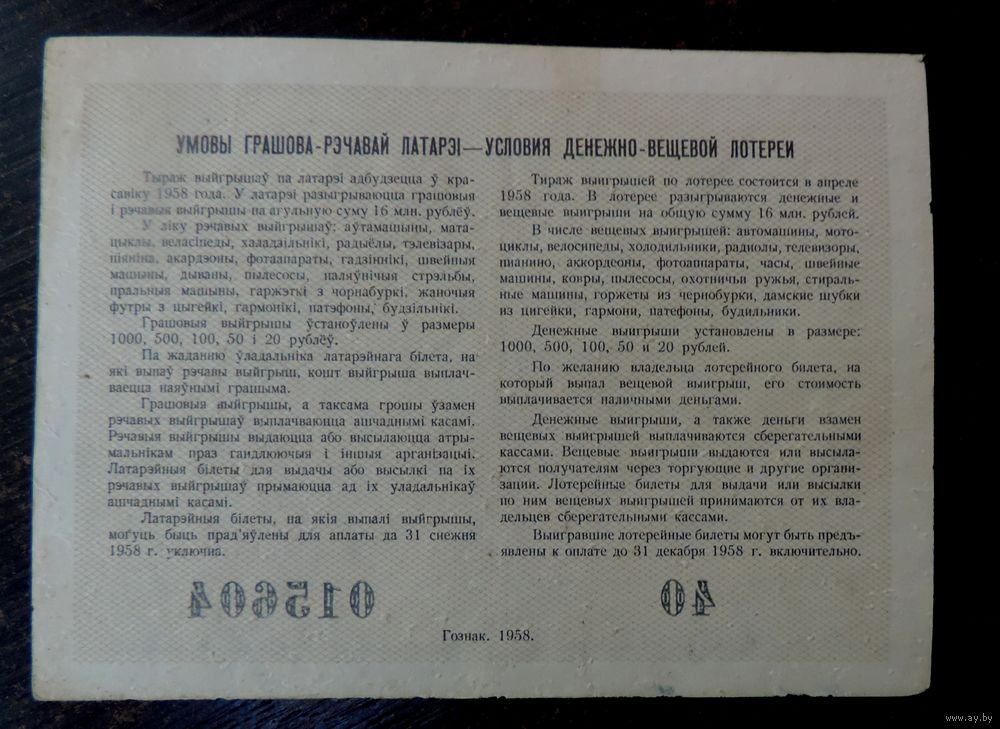 УМОВЫ ГРАШОВА-РЭЧАВАЙ ЛАТАРЭІ—УСЛОВИЯ ДЕНЕЖНО-ВЕЩЕВОЙ ЛОТЕРЕИ
Тыраж выйгрышаў па латарэі адбудзецца ў кра-
савіку 1958 года. У латарэі разыгрываюцца грашовыя
і рэчавыя выйгрышы на агульную суму 16 млн. рублёў.
У ліку рэчавых выйгрышаў: аўтамашыны, мата-
цыклы, веласіпеды, халадзільнікі, радыёлы, тэлевізары,
піяніна, акардэоны, фотаапараты, гадзіннікі, швейныя
машыны, дываны, пыласосы, паляўнічыя стрэльбы,
пральныя машыны, гаржэткі з чорнабуркі, жаночыя
футры з цыгейкі, гармонікі, патэфоны, будзільнікі.
Грашовыя выйгрышы ўстаноўлены ў размеры
1000, 500, 100, 50 і 20 рублёў.
Па жаданню ўладальніка латарэйнага білета, на
які выпаў рэчавы выйгрыш, кошт выйгрыша выплач-
ваецца наяўнымі грашыма.
Грашовыя выйгрышы, а таксама грошы ўзамен
рэчавых выйгрышаў выплачваюцца ашчаднымі касамі.
Рэчавыя выйгрышы выдаюцца або высылаюцца атры-
мальнікам праз гандлюючыя і іншыя арганізацыі.
Латарэйныя білеты для выдачы або высылкі па іх
рэчавых выйгрышаў прымаюцца ад іх уладальнікаў
ашчаднымі касамі.
Латарэйныя білеты, на якія выпалі выйгрышы,
могуць быць прад'яўлены для аплаты да 31 снежня
1958 г. уключна.
Тираж выигрышей по лотерее состоится в апреле
1958 года. В лотерее разыгрываются денежные и
вещевые выигрыши на общую сумму 16 млн. рублей.
В числе вещевых выигрышей: автомашины, мото-
циклы, велосипеды, холодильники, радиолы, телевизоры,
пианино, аккордеоны, фотоаппараты, часы, швейные
машины, ковры, пылесосы, охотничьи ружья, стираль-
ные машины, горжеты из чернобурки, дамские шубки
из цигейки, гармони, патефоны, будильники.
Денежные выигрыши установлены в размере:
1000, 500, 100, 50 и 20 рублей.
По желанию владельца лотерейного билета, на
который выпал вещевой выигрыш, его стоимость
выплачивается наличными деньгами.
Денежные выигрыши, а также деньги взамен
вещевых выигрышей выплачиваются сберегательными
кассами. Вещевые выигрыши выдаются или высыла-
ются получателям через торгующие и другие органи-
зации. Лотерейные билеты для выдачи или высылки
по ним вещевых выигрышей принимаются от их вла-
дельцев сберегательными кассами.
Выигравшие лотерейные билеты могут быть предъ-
явлены к оплате до 31 декабря 1958 г. включительно.
015604
40
Гознак. 1958.
www.ay.by